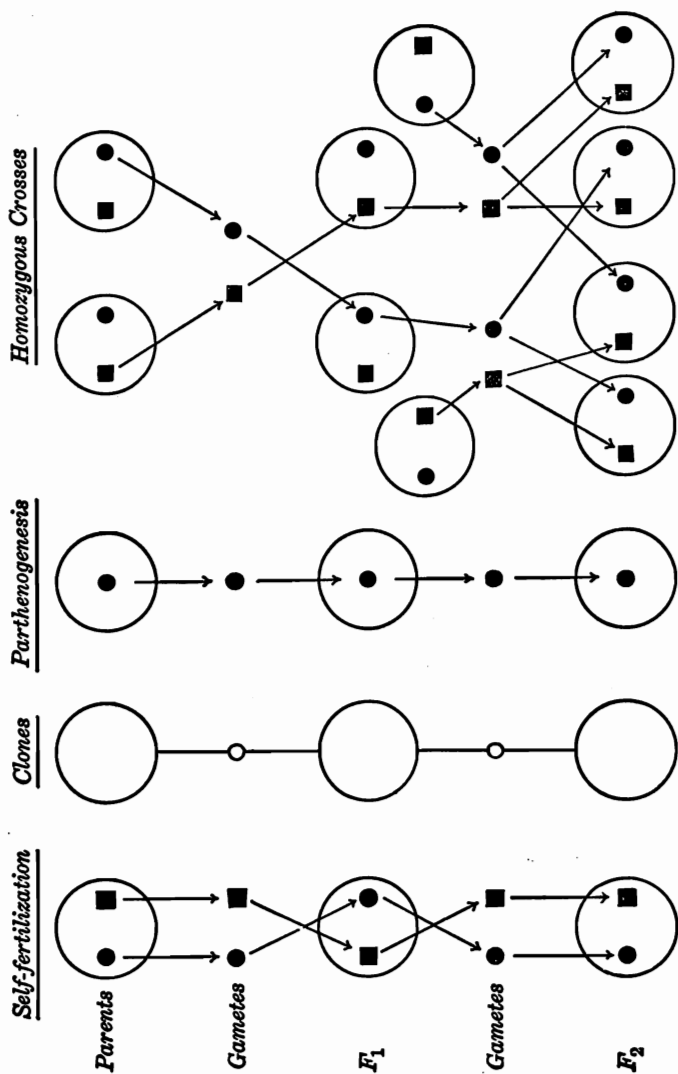 Self-fertilization
Clones
Parthenogenesis
Homozygous Crosses
Parents
Gametes
F₁
Gametes
F₂